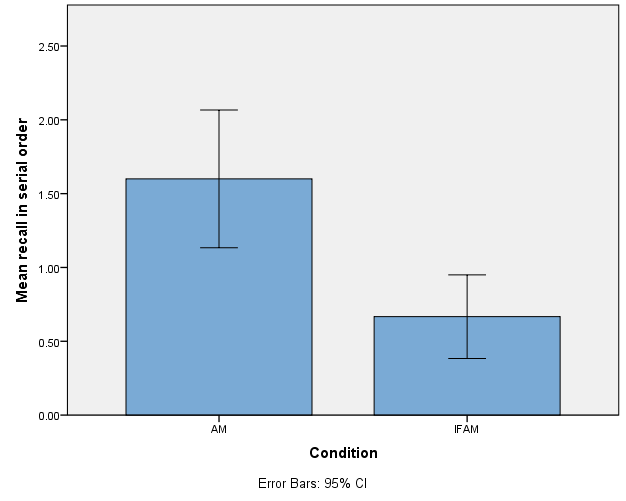 Mean recall in serial order
2.50
2.00
1.50
1.00
0.50
0.00
AM
IFAM
Condition
Error Bars: 95% CI